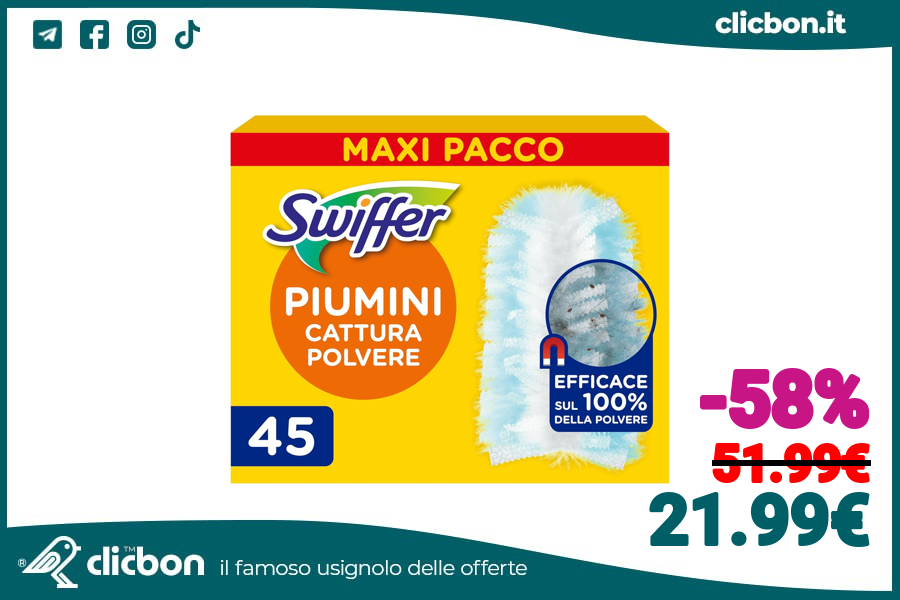 clicbon.it
MAXI PACCO
Swiffer
PIUMINI
CATTURA
POLVERE
EFFICACE
SUL 100%
DELLA POLVERE
45
-58%
51.99€
21.99€
® clicbon™ il famoso usignolo delle offerte